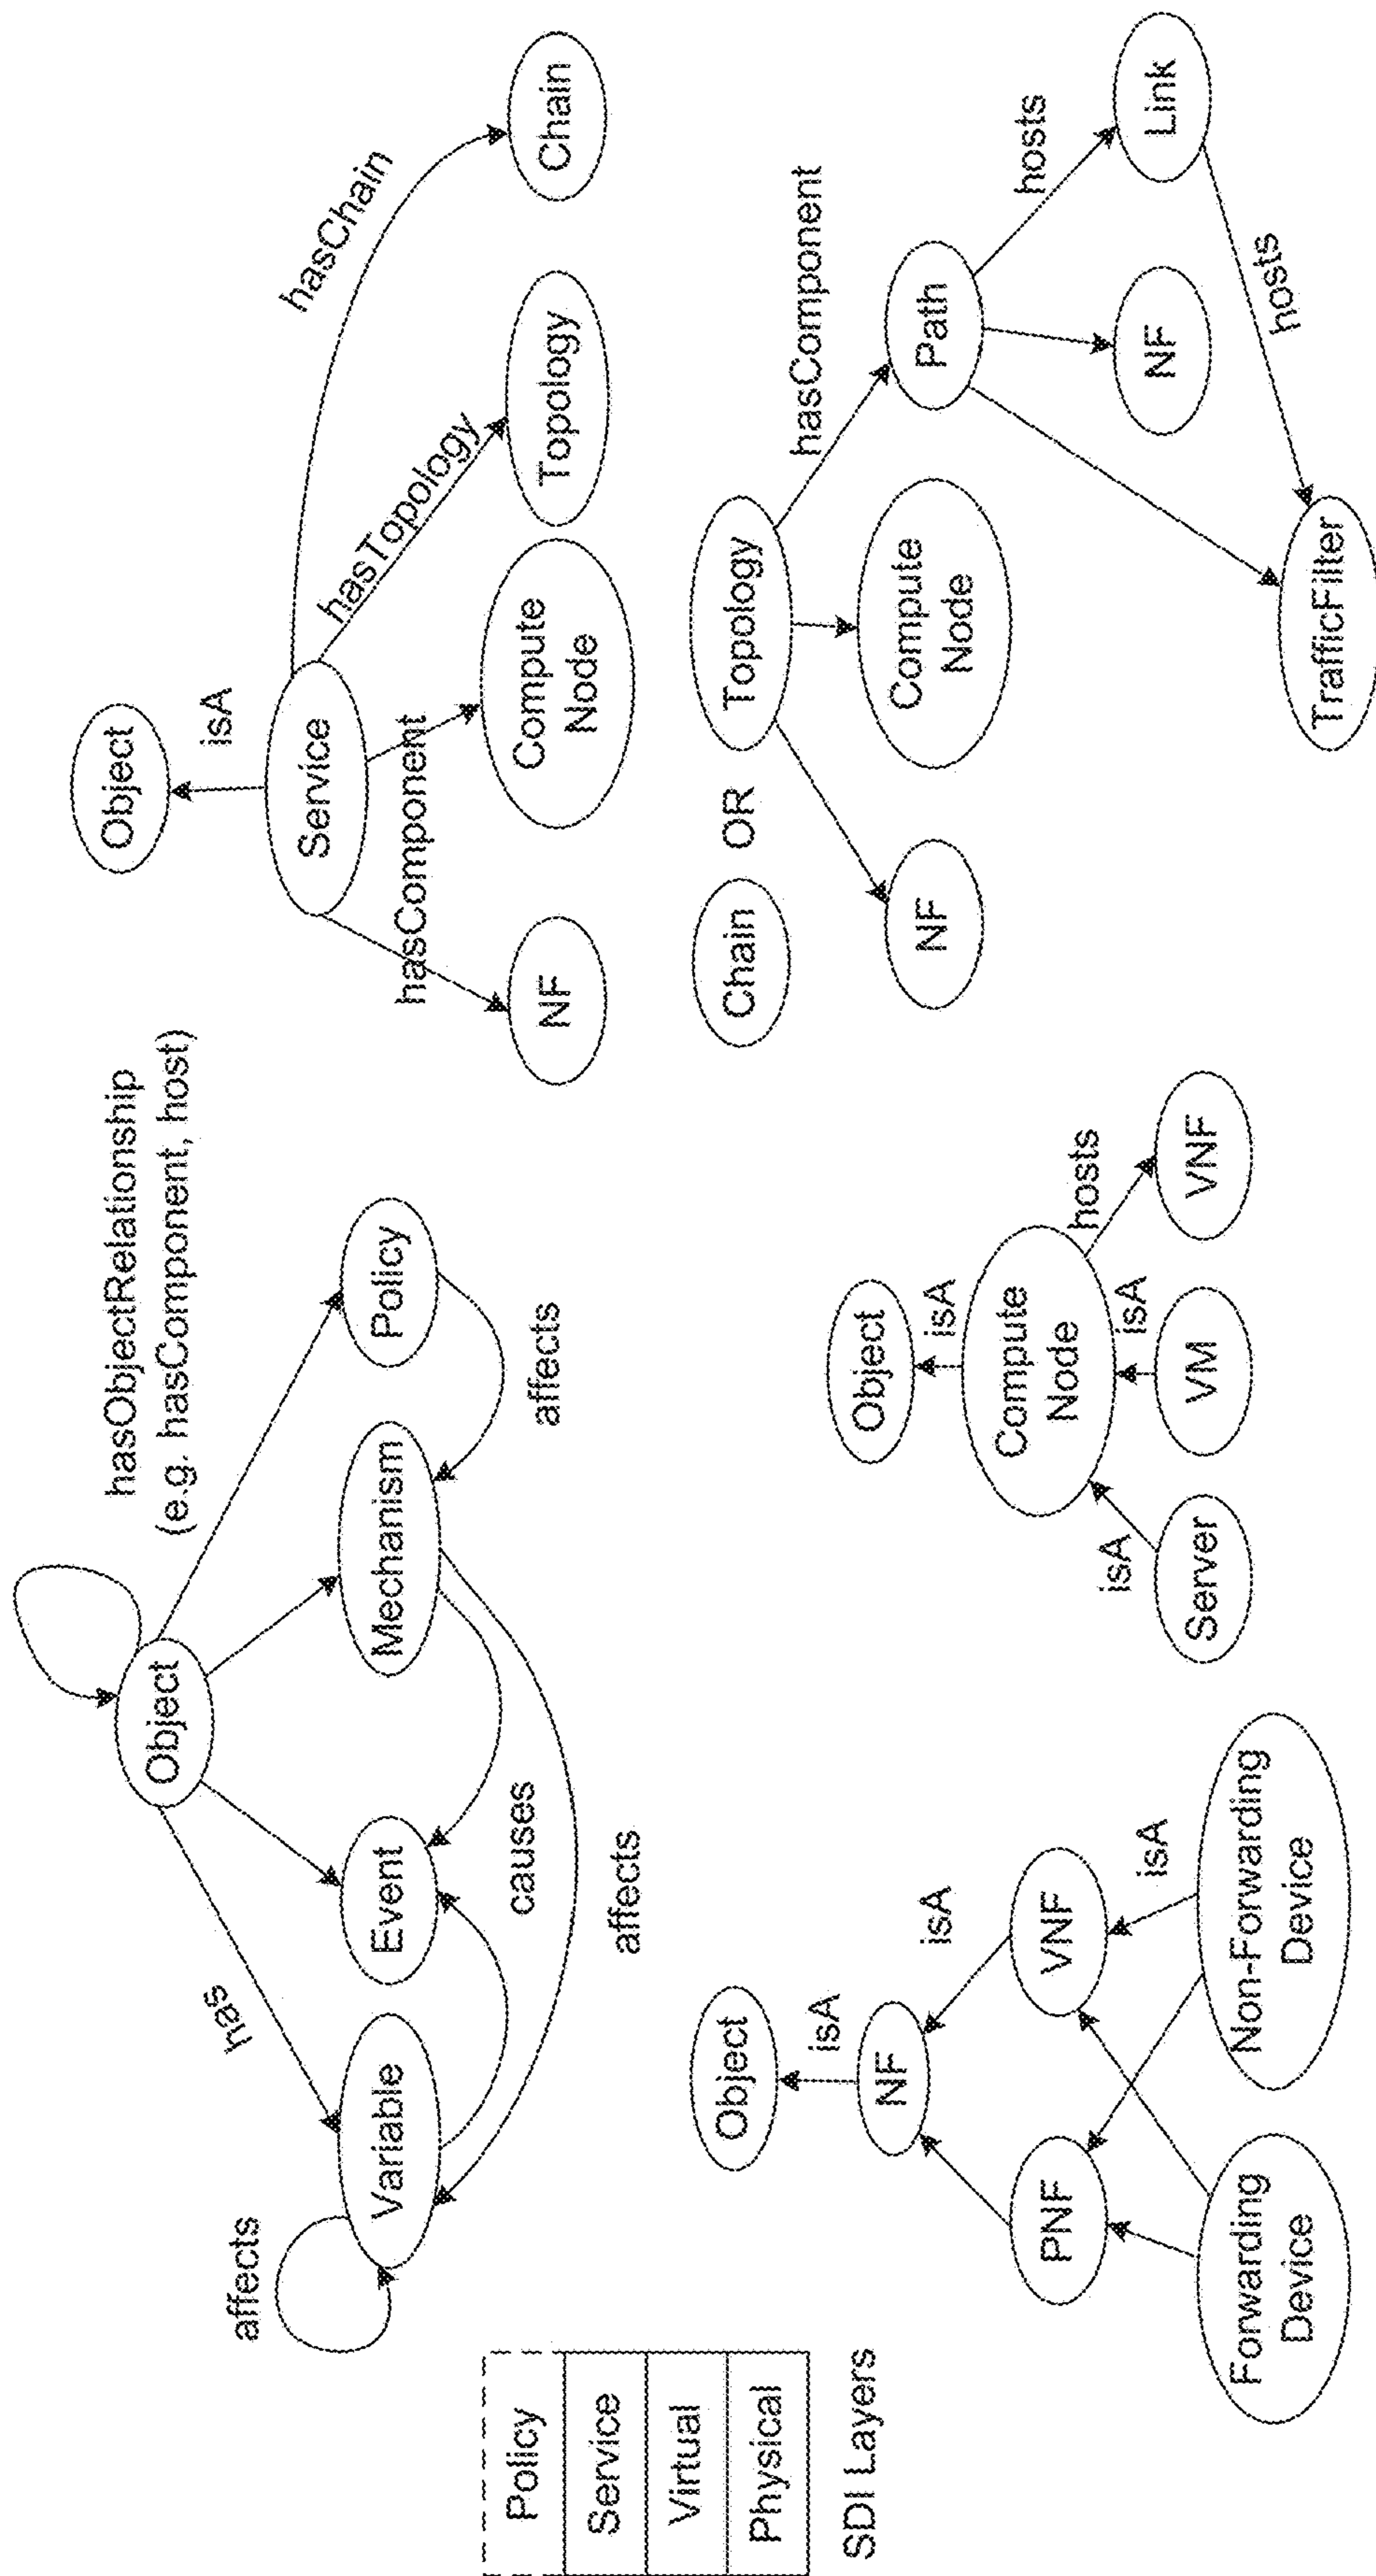 hasObjectRelationship
(e.g. hasComponent, host)
Object
has
affects
Variable
Event
Mechanism
Policy
affects
causes
affects
Object
isA
Service
hasChain
hasTopology
hasComponent
NF
Compute
Node
Topology
Chain
Policy
Service
Virtual
Physical
SDI Layers
Object
isA
NF
isA
PNF
VNF
isA
Forwarding
Device
Non-Forwarding
Device
Object
isA
Compute
Node
isA
isA
hosts
Server
VM
VNF
Chain
OR
Topology
hasComponent
NF
Compute
Node
Path
hosts
NF
Link
hosts
TrafficFilter